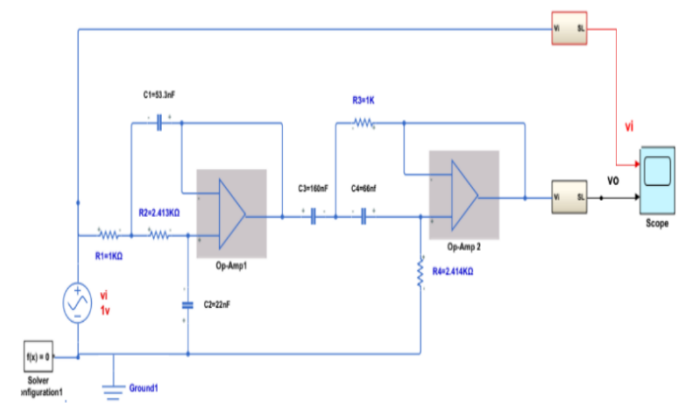 Vi SL
C1=53.3nF
R3=1K
vi
C3=160nF
C4=66nf
vo
Vi SL
Scope
R2=2.413KΩ
Op-Amp 2
R1=1KΩ
Op-Amp1
R4=2.414KΩ
vi
1v
C2=22nF
f(x) = 0
Solver
nfiguration1
Ground1